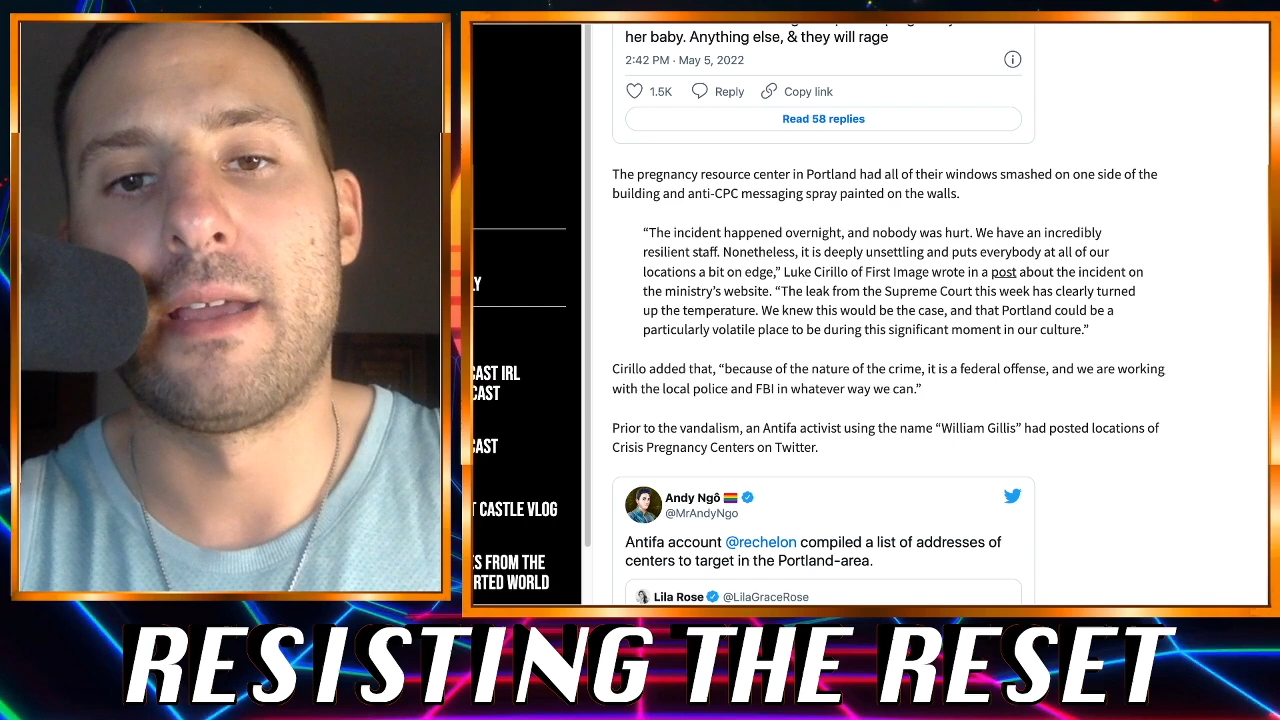 her baby. Anything else, & they will rage
2:42 PM · May 5, 2022
1.5K Reply Copy link
Read 58 replies
The pregnancy resource center in Portland had all of their windows smashed on one side of the
building and anti-CPC messaging spray painted on the walls.
“The incident happened overnight, and nobody was hurt. We have an incredibly
resilient staff. Nonetheless, it is deeply unsettling and puts everybody at all of our
locations a bit on edge,” Luke Cirillo of First Image wrote in a post about the incident on
the ministry’s website. “The leak from the Supreme Court this week has clearly turned
up the temperature. We knew this would be the case, and that Portland could be a
particularly volatile place to be during this significant moment in our culture.”
Cirillo added that, “because of the nature of the crime, it is a federal offense, and we are working
with the local police and FBI in whatever way we can.”
Prior to the vandalism, an Antifa activist using the name “William Gillis” had posted locations of
Crisis Pregnancy Centers on Twitter.
Andy Ngô
@MrAndyNgo
Antifa account @rechelon compiled a list of addresses of
centers to target in the Portland-area.
Lila Rose @LilaGraceRose
LY
CAST IRL
CAST
CAST
T CASTLE VLOG
ES FROM THE
RTED WORLD
RESISTING THE RESET